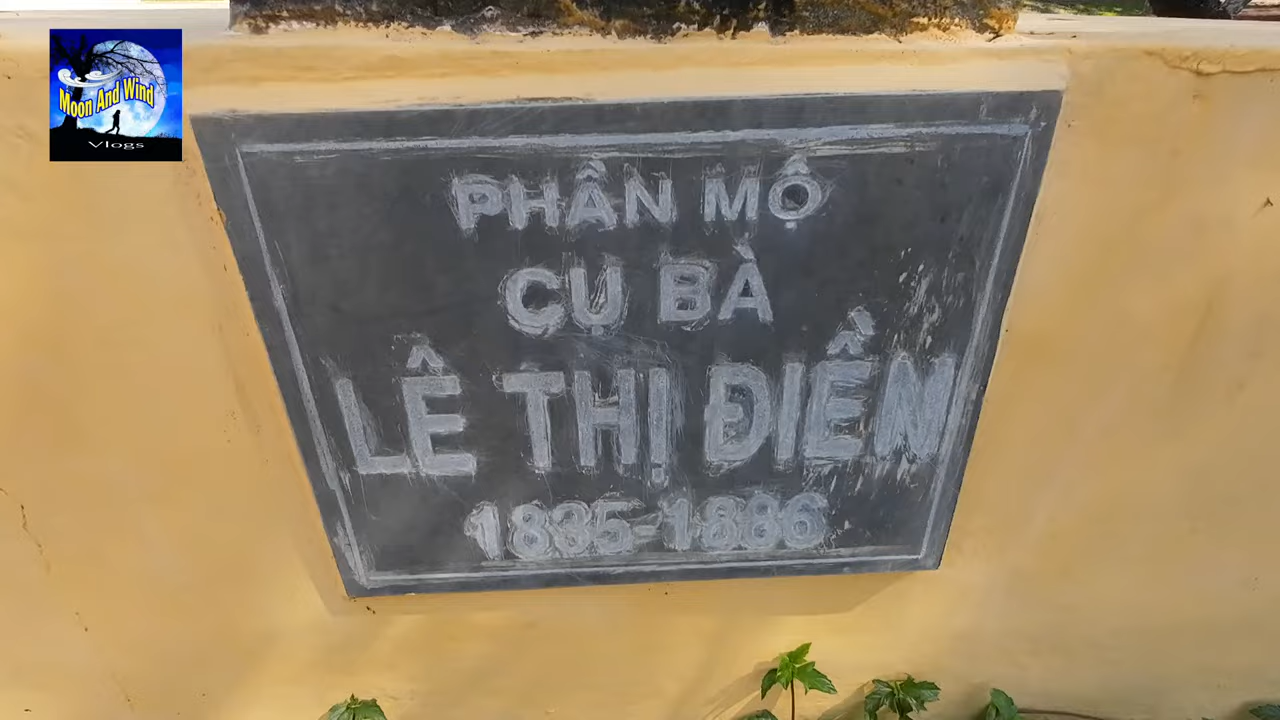 Moon And Wind
Vlogs
PHẦN MỘ
CỤ BÀ
LÊ THỊ ĐIỀN
1835-1886